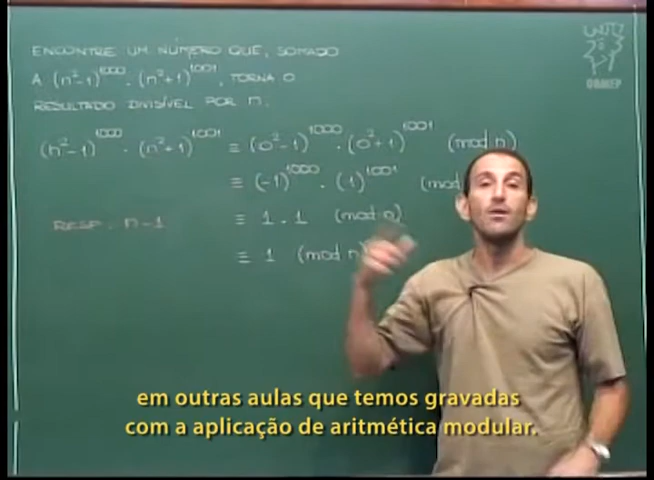 ENCONTRE UM NÚMERO QUE, SOMADO
A (n²-1)¹⁰⁰⁰ . (n²+1)¹⁰⁰¹, TORNA O
RESULTADO DIVISÍVEL POR n.
(n²-1)¹⁰⁰⁰ . (n²+1)¹⁰⁰¹ ≡ (0²-1)¹⁰⁰⁰ . (0²+1)¹⁰⁰¹ (mod n)
≡ (-1)¹⁰⁰⁰ . (1)¹⁰⁰¹ (mod
RESP.: n-1
≡ 1 . 1 (mod n)
≡ 1 (mod n)
OBMEP
em outras aulas que temos gravadas
com a aplicação de aritmética modular.